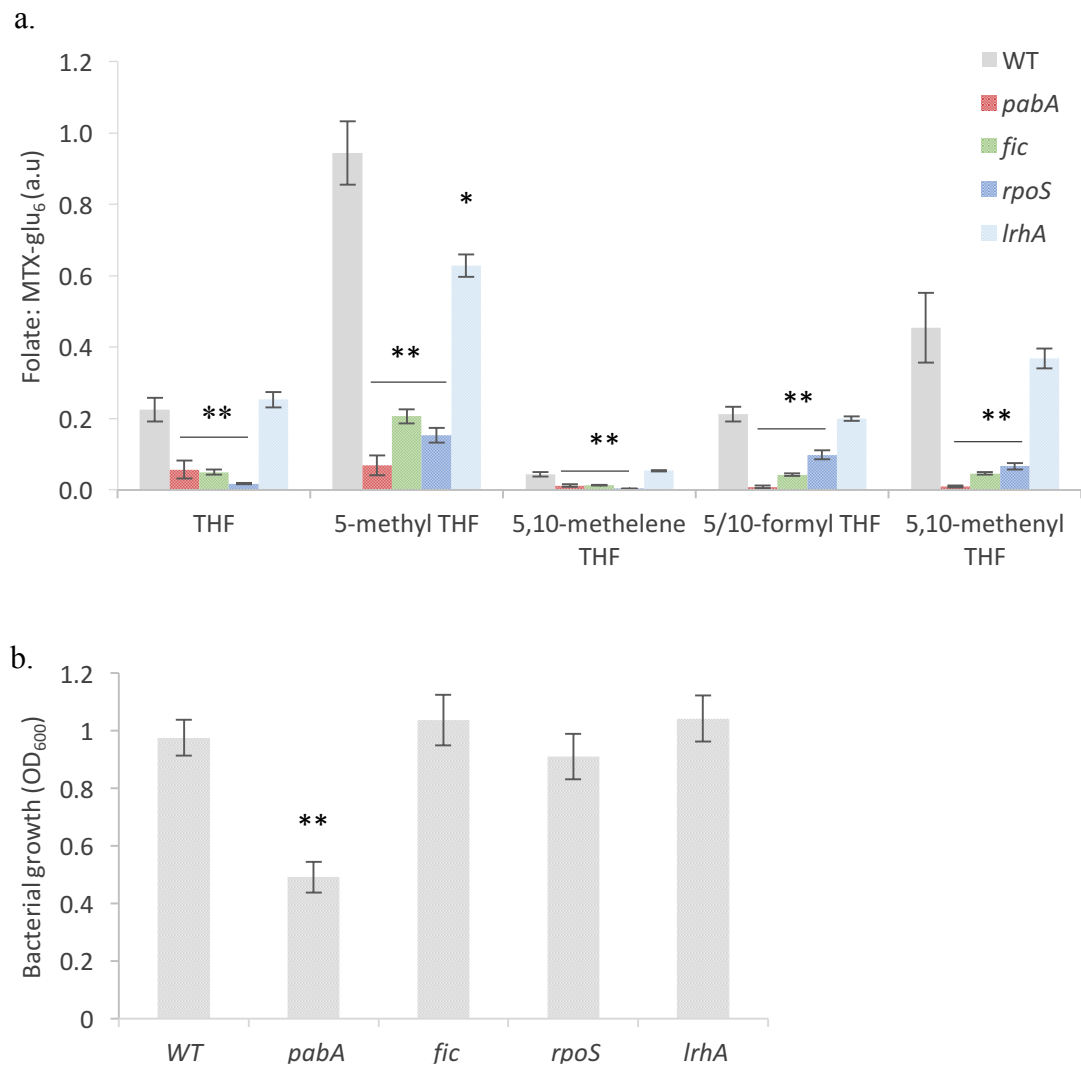 a.
Folate: MTX-glu6 (a.u)
1.2
1.0
0.8
0.6
0.4
0.2
0.0
WT
pabA
fic
rpoS
lrhA
**
**
*
**
**
**
THF
5-methyl THF
5,10-methelene THF
5/10-formyl THF
5,10-methenyl THF
b.
Bacterial growth (OD600)
1.2
1
0.8
0.6
0.4
0.2
0
**
WT
pabA
fic
rpoS
lrhA